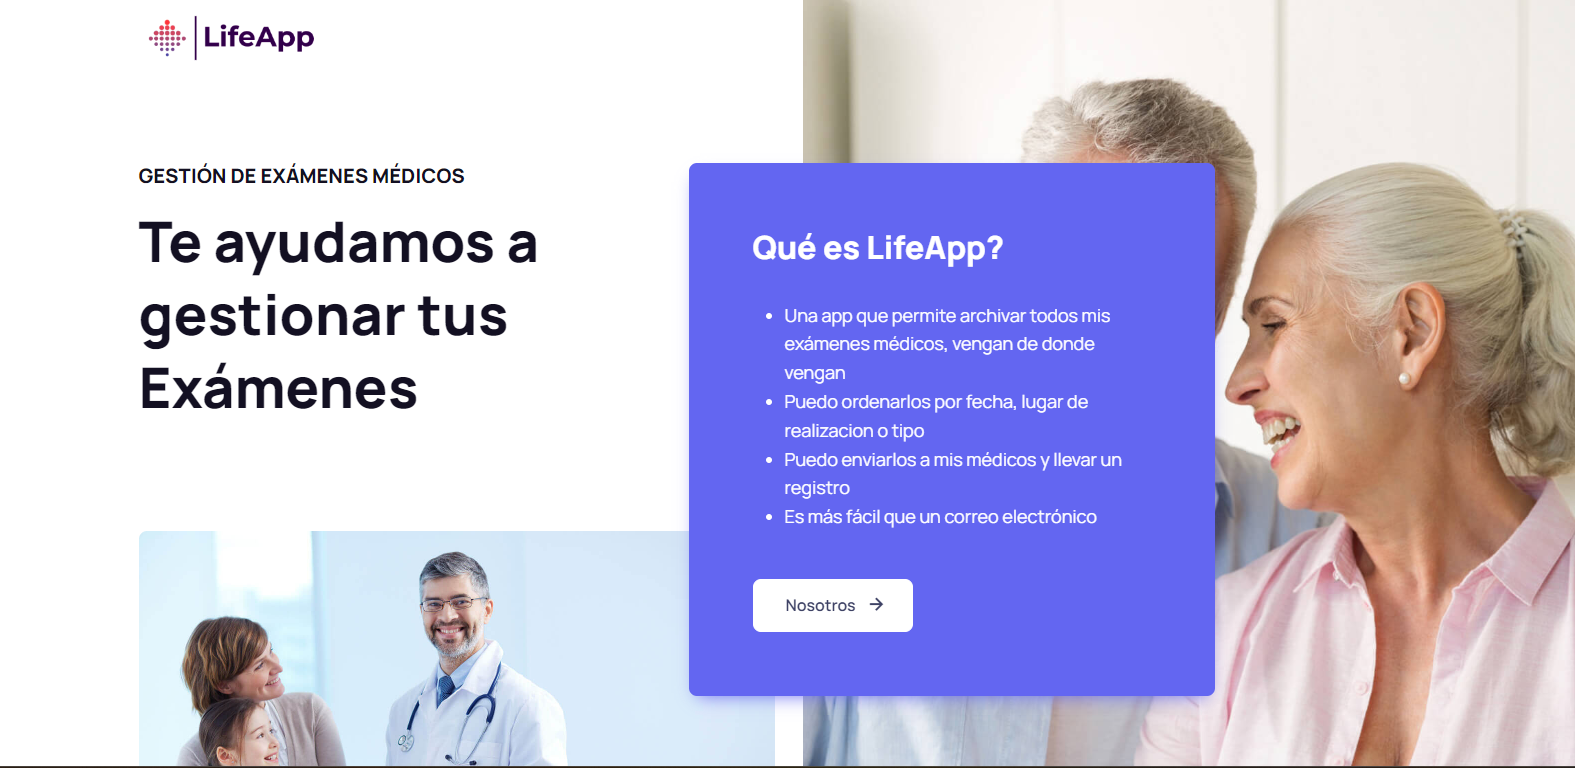 LifeApp
GESTIÓN DE EXÁMENES MÉDICOS
Te ayudamos a
gestionar tus
Exámenes
Qué es LifeApp?
Una app que permite archivar todos mis
exámenes médicos, vengan de donde
vengan
Puedo ordenarlos por fecha, lugar de
realizacion o tipo
Puedo enviarlos a mis médicos y llevar un
registro
Es más fácil que un correo electrónico
Nosotros